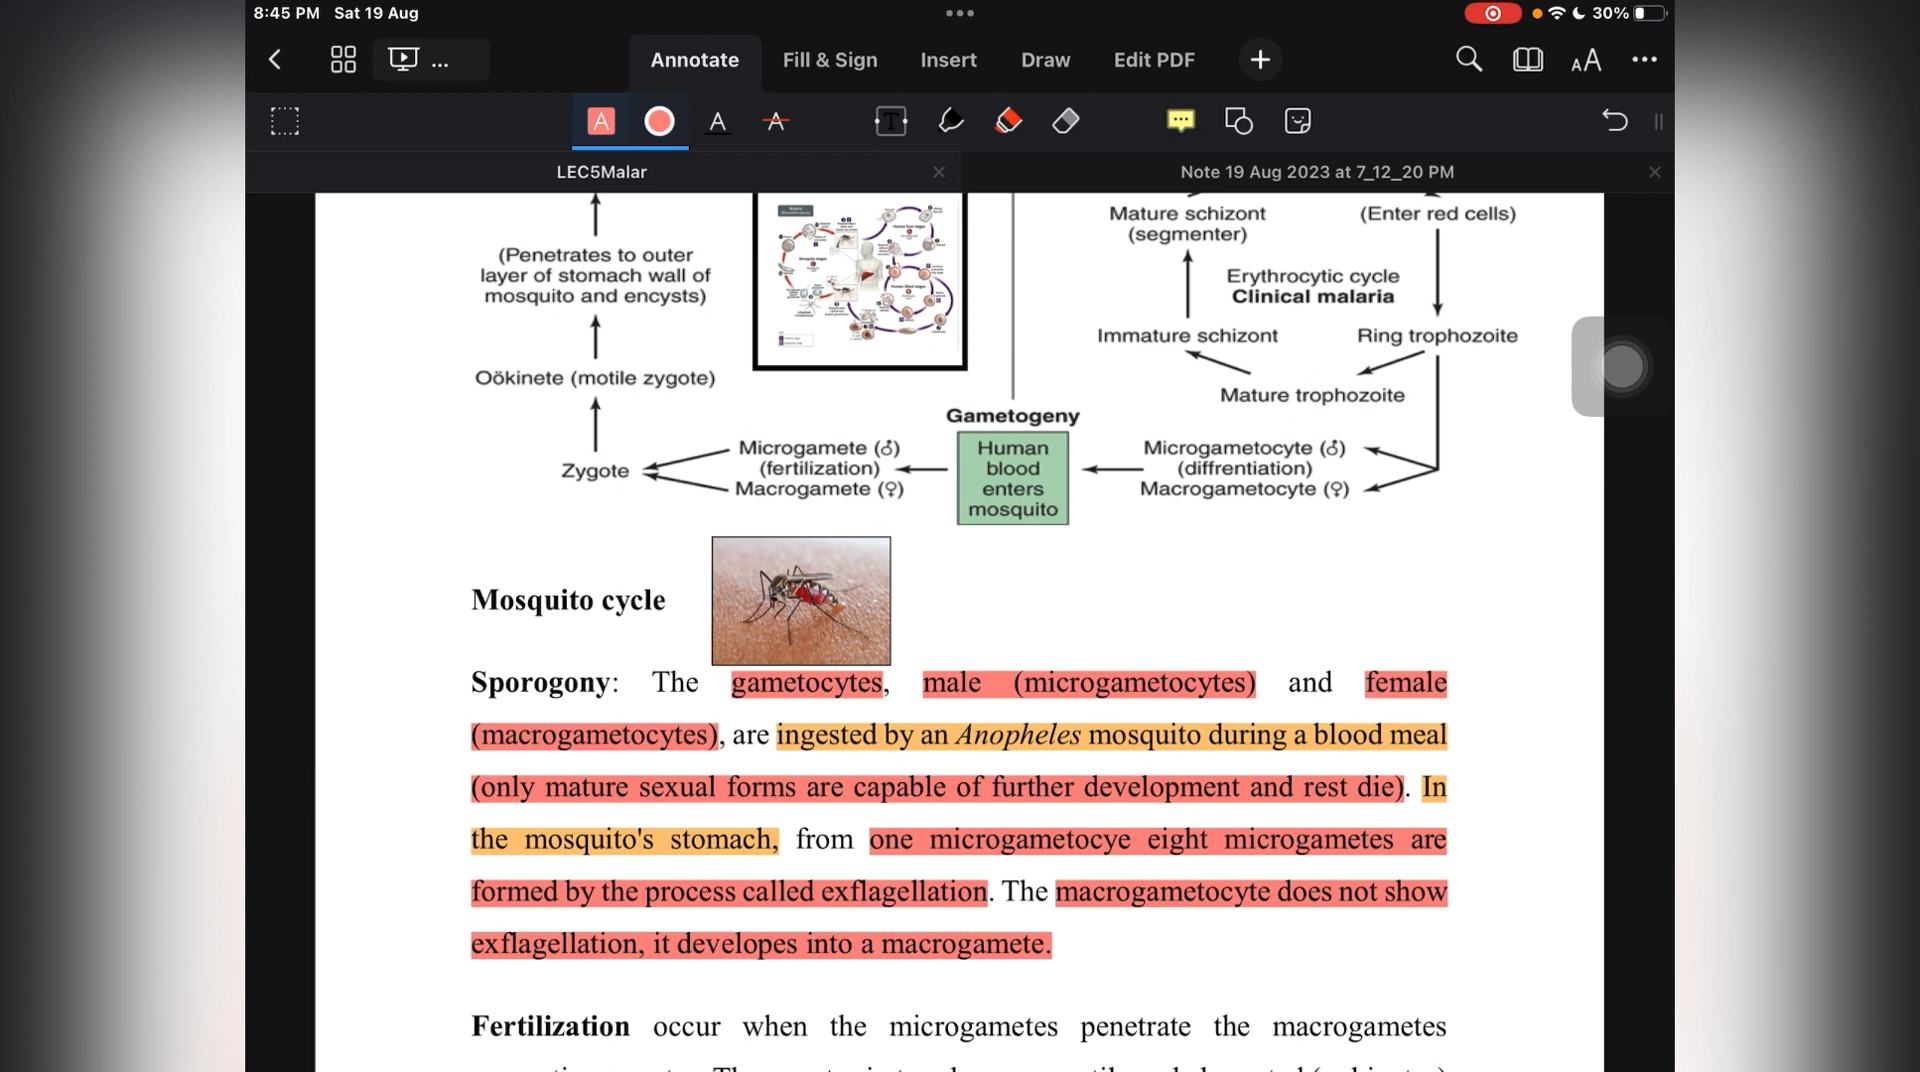 8:45 PM Sat 19 Aug
30%
...
Annotate Fill & Sign Insert Draw Edit PDF
LEC5Malar
Note 19 Aug 2023 at 7_12_20 PM
(Penetrates to outer
layer of stomach wall of
mosquito and encysts)
Oökinete (motile zygote)
Zygote
Microgamete (♂)
(fertilization)
Macrogamete (♀)
Gametogeny
Human
blood
enters
mosquito
Mature schizont
(segmenter)
(Enter red cells)
Erythrocytic cycle
Clinical malaria
Immature schizont
Ring trophozoite
Mature trophozoite
Microgametocyte (♂)
(diffrentiation)
Macrogametocyte (♀)
Mosquito cycle
Sporogony: The gametocytes, male (microgametocytes) and female
(macrogametocytes), are ingested by an Anopheles mosquito during a blood meal
(only mature sexual forms are capable of further development and rest die). In
the mosquito's stomach, from one microgametocye eight microgametes are
formed by the process called exflagellation. The macrogametocyte does not show
exflagellation, it developes into a macrogamete.
Fertilization occur when the microgametes penetrate the macrogametes